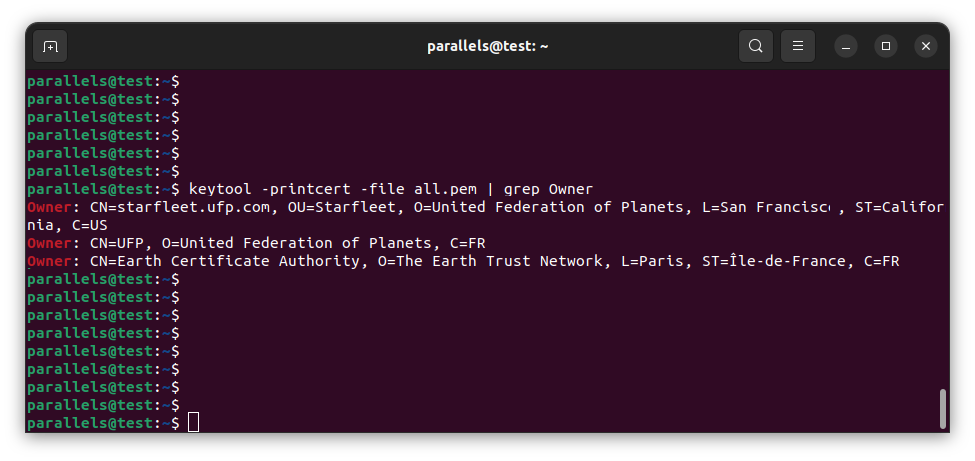 parallels@test: ~
parallels@test:~$
parallels@test:~$
parallels@test:~$
parallels@test:~$
parallels@test:~$
parallels@test:~$
parallels@test:~$ keytool -printcert -file all.pem | grep Owner
Owner: CN=starfleet.ufp.com, OU=Starfleet, O=United Federation of Planets, L=San Francisco, ST=Califor
nia, C=US
Owner: CN=UFP, O=United Federation of Planets, C=FR
Owner: CN=Earth Certificate Authority, O=The Earth Trust Network, L=Paris, ST=Île-de-France, C=FR
parallels@test:~$
parallels@test:~$
parallels@test:~$
parallels@test:~$
parallels@test:~$
parallels@test:~$
parallels@test:~$
parallels@test:~$
parallels@test:~$